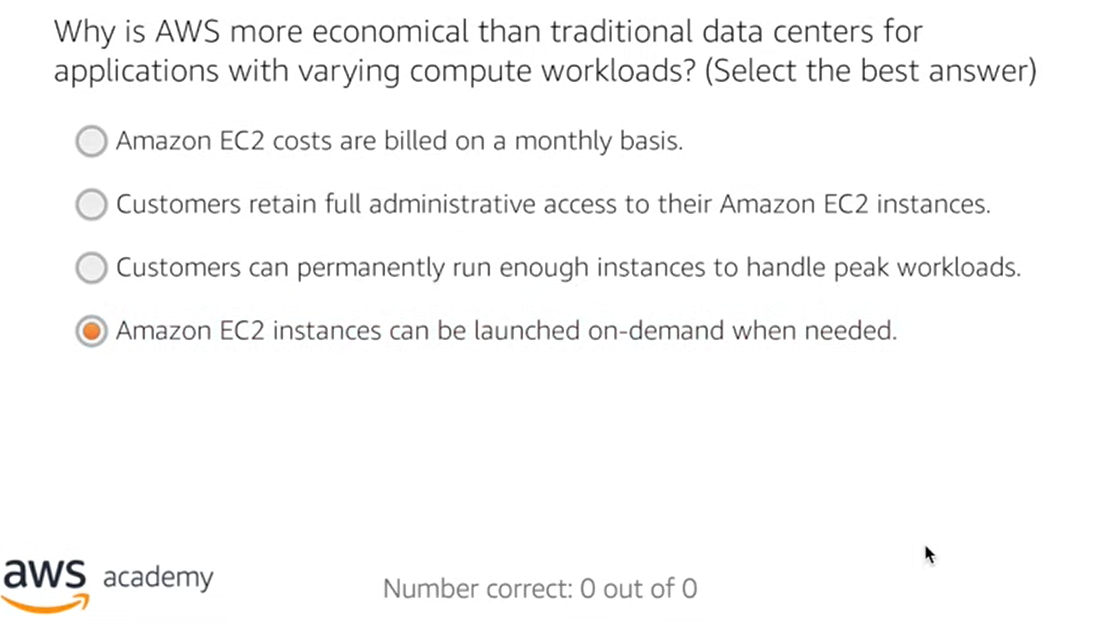 Why is AWS more economical than traditional data centers for
applications with varying compute workloads? (Select the best answer)
Amazon EC2 costs are billed on a monthly basis.
Customers retain full administrative access to their Amazon EC2 instances.
Customers can permanently run enough instances to handle peak workloads.
Amazon EC2 instances can be launched on-demand when needed.
aws academy
Number correct: 0 out of 0